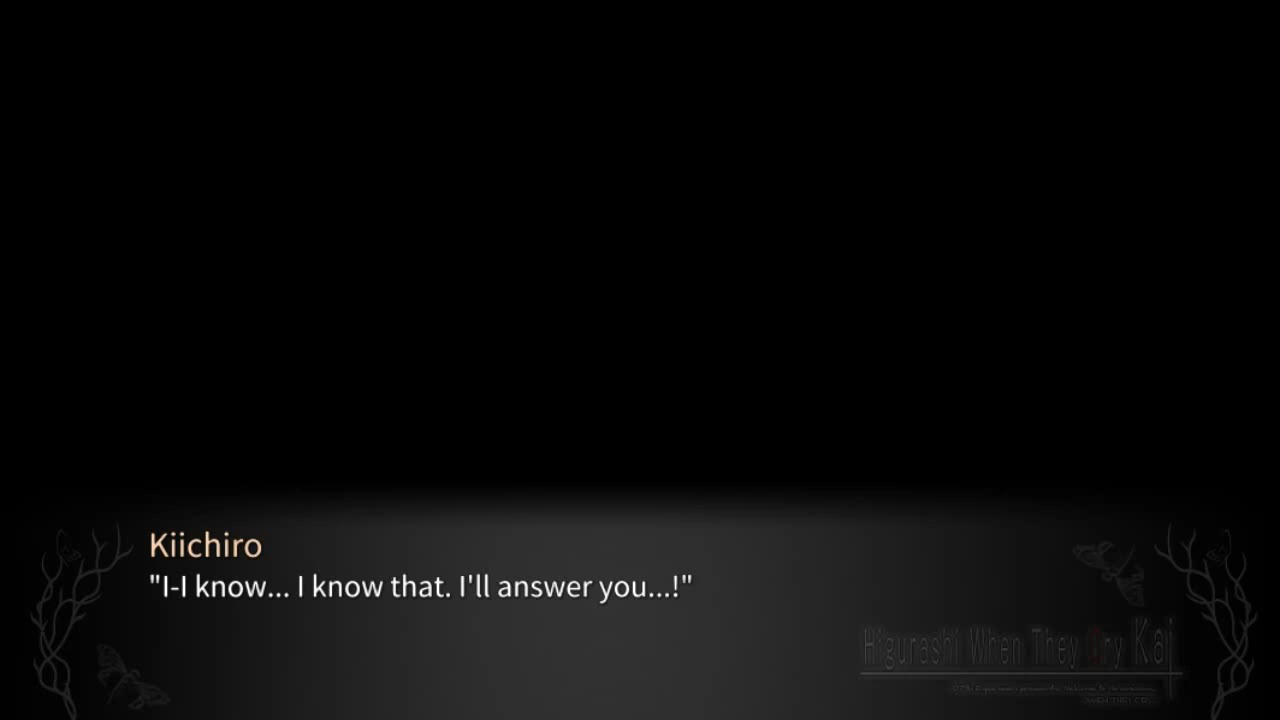 Kiichiro
"I-I know... I know that. I'll answer you...!"
Higurashi When They Cry Kai